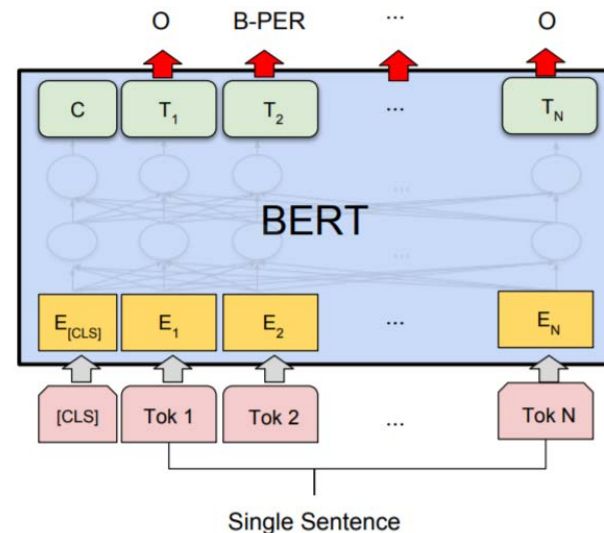 O B-PER ... O
C T1 T2 ... TN
...
BERT
...
E[CLS] E1 E2 ... EN
[CLS] Tok 1 Tok 2 ... Tok N
Single Sentence